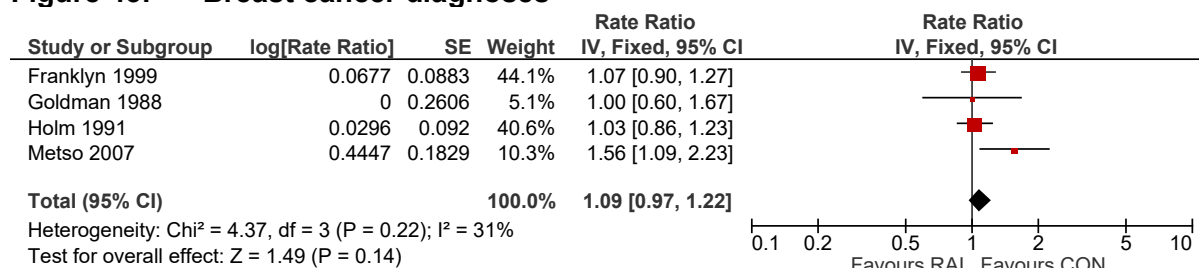 Rate Ratio Rate Ratio
Study or Subgroup log[Rate Ratio] SE Weight IV, Fixed, 95% CI IV, Fixed, 95% CI
Franklyn 1999 0.0677 0.0883 44.1% 1.07 [0.90, 1.27]
Goldman 1988 0 0.2606 5.1% 1.00 [0.60, 1.67]
Holm 1991 0.0296 0.092 40.6% 1.03 [0.86, 1.23]
Metso 2007 0.4447 0.1829 10.3% 1.56 [1.09, 2.23]
Total (95% CI) 100.0% 1.09 [0.97, 1.22]
Heterogeneity: Chi² = 4.37, df = 3 (P = 0.22); I² = 31%
Test for overall effect: Z = 1.49 (P = 0.14)
0.1 0.2 0.5 1 2 5 10
Favours RAI Favours CON